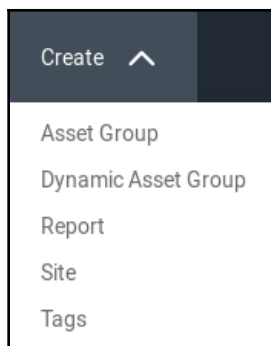 Create
Asset Group
Dynamic Asset Group
Report
Site
Tags